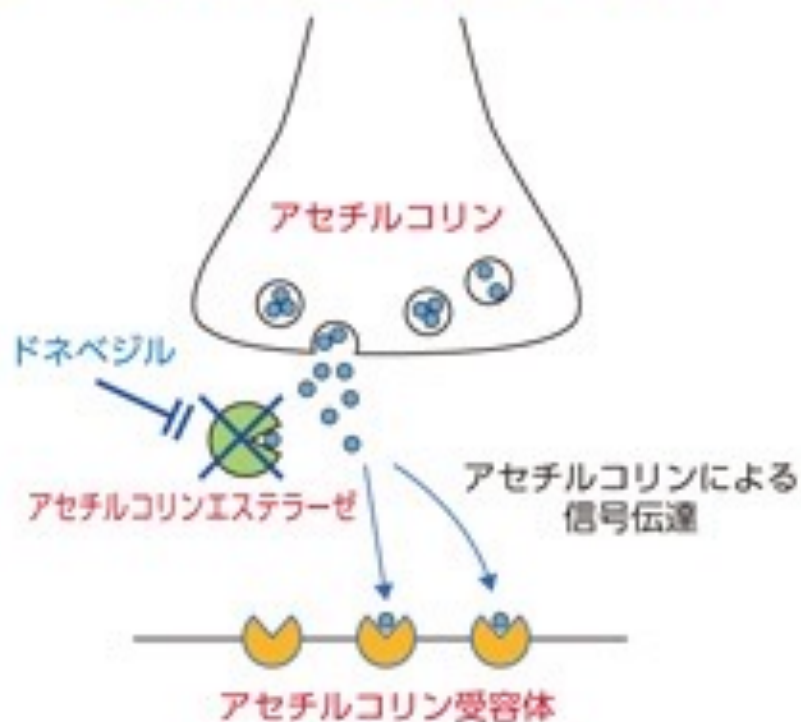 アセチルコリン
ドネペジル
アセチルコリンエステラーゼ
アセチルコリンによる
信号伝達
アセチルコリン受容体